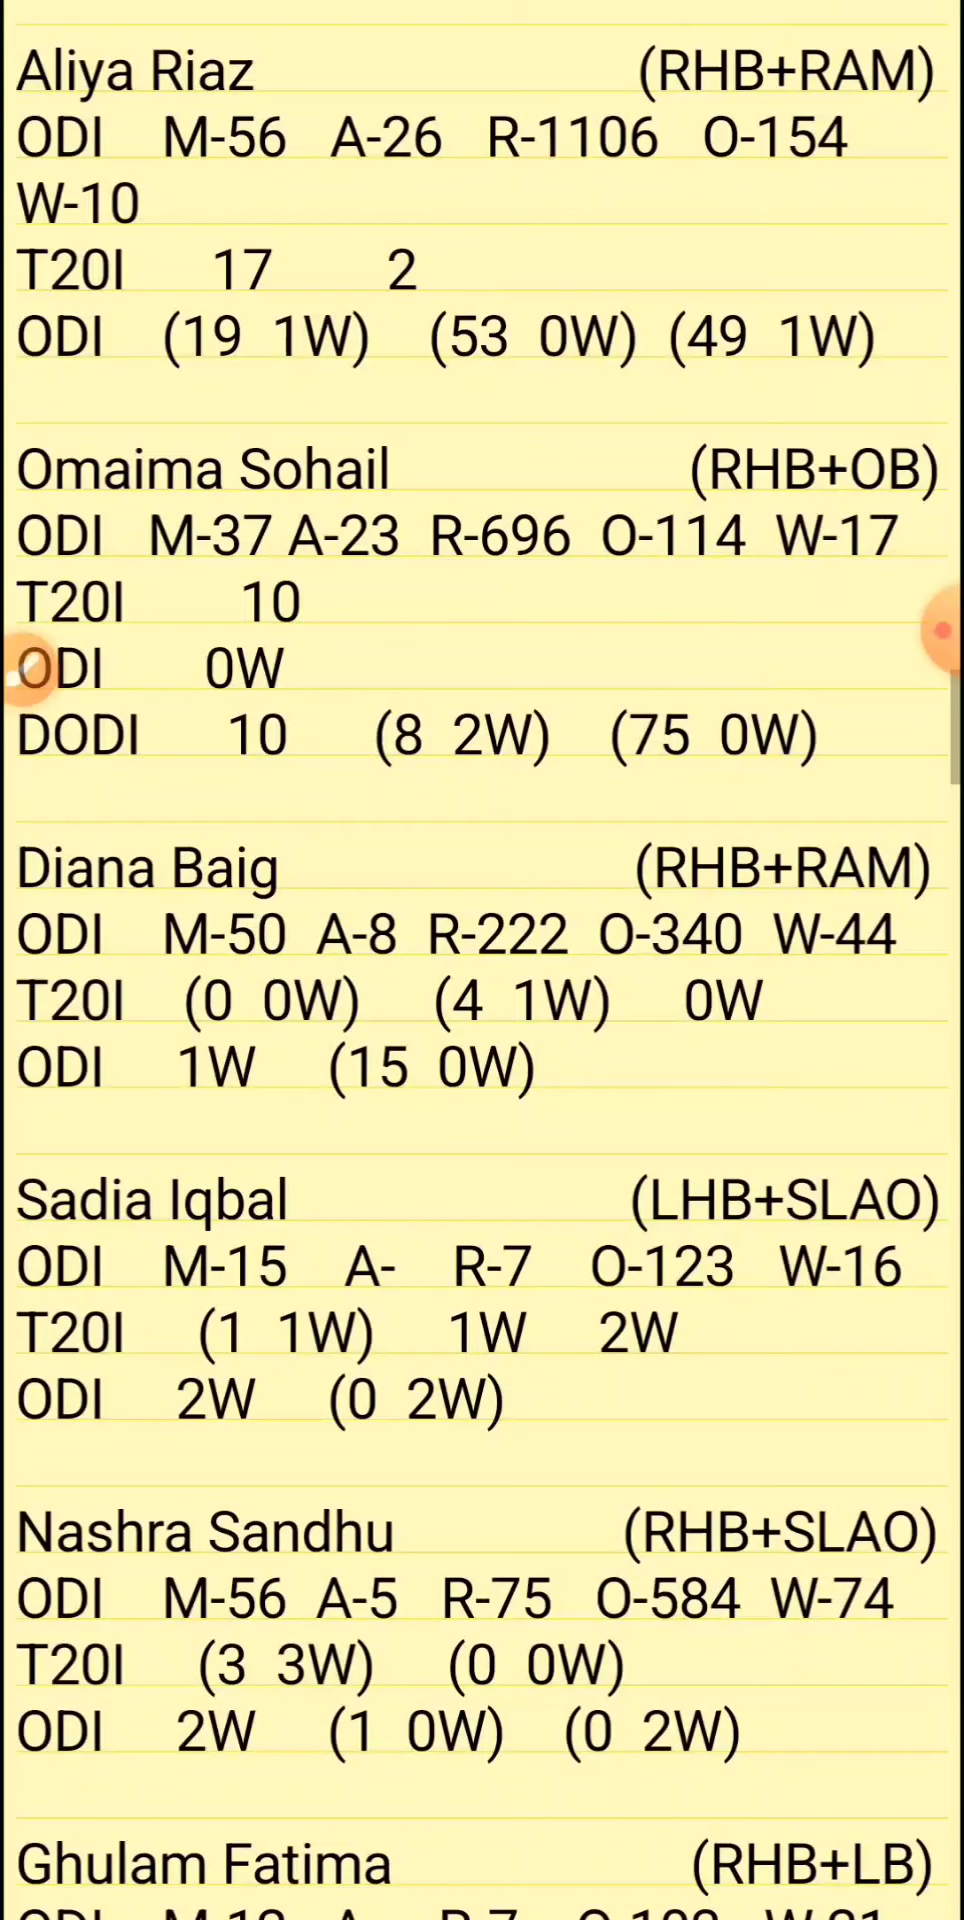 Aliya Riaz (RHB+RAM)
ODI M-56 A-26 R-1106 O-154
W-10
T20I 17 2
ODI (19 1W) (53 0W) (49 1W)
Omaima Sohail (RHB+OB)
ODI M-37 A-23 R-696 O-114 W-17
T20I 10
ODI 0W
DODI 10 (8 2W) (75 0W)
Diana Baig (RHB+RAM)
ODI M-50 A-8 R-222 O-340 W-44
T20I (0 0W) (4 1W) 0W
ODI 1W (15 0W)
Sadia Iqbal (LHB+SLAO)
ODI M-15 A- R-7 O-123 W-16
T20I (1 1W) 1W 2W
ODI 2W (0 2W)
Nashra Sandhu (RHB+SLAO)
ODI M-56 A-5 R-75 O-584 W-74
T20I (3 3W) (0 0W)
ODI 2W (1 0W) (0 2W)
Ghulam Fatima (RHB+LB)
ODI A- R-7